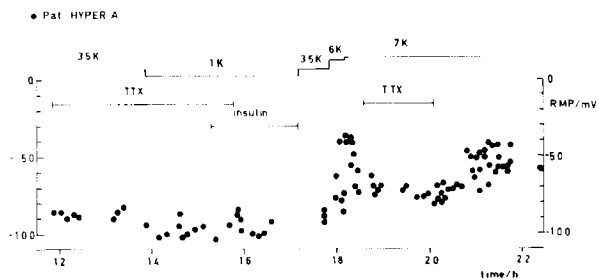 ● Pat HYPER A
35K 1K 35K 6K 7K
TTX TTX
insulin
0 0
RMP/mV
-50 -50
-100 -100
12 14 16 18 20 22
time/h